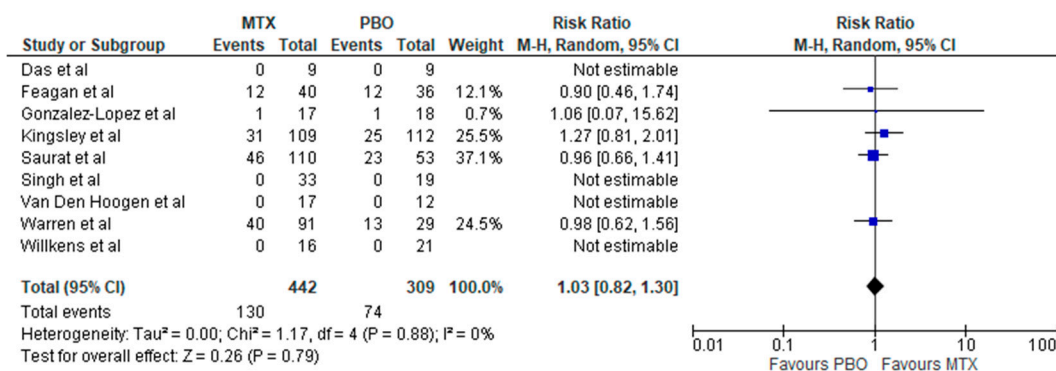 MTX PBO Risk Ratio Risk Ratio
Study or Subgroup Events Total Events Total Weight M-H, Random, 95% CI M-H, Random, 95% CI
Das et al 0 9 0 9 Not estimable
Feagan et al 12 40 12 36 12.1% 0.90 [0.46, 1.74]
Gonzalez-Lopez et al 1 17 1 18 0.7% 1.06 [0.07, 15.62]
Kingsley et al 31 109 25 112 25.5% 1.27 [0.81, 2.01]
Saurat et al 46 110 23 53 37.1% 0.96 [0.66, 1.41]
Singh et al 0 33 0 19 Not estimable
Van Den Hoogen et al 0 17 0 12 Not estimable
Warren et al 40 91 13 29 24.5% 0.98 [0.62, 1.56]
Willkens et al 0 16 0 21 Not estimable
Total (95% CI) 442 309 100.0% 1.03 [0.82, 1.30]
Total events 130 74
Heterogeneity: Tau² = 0.00; Chi² = 1.17, df = 4 (P = 0.88); I² = 0%
Test for overall effect: Z = 0.26 (P = 0.79)
0.01 0.1 1 10 100
Favours PBO Favours MTX